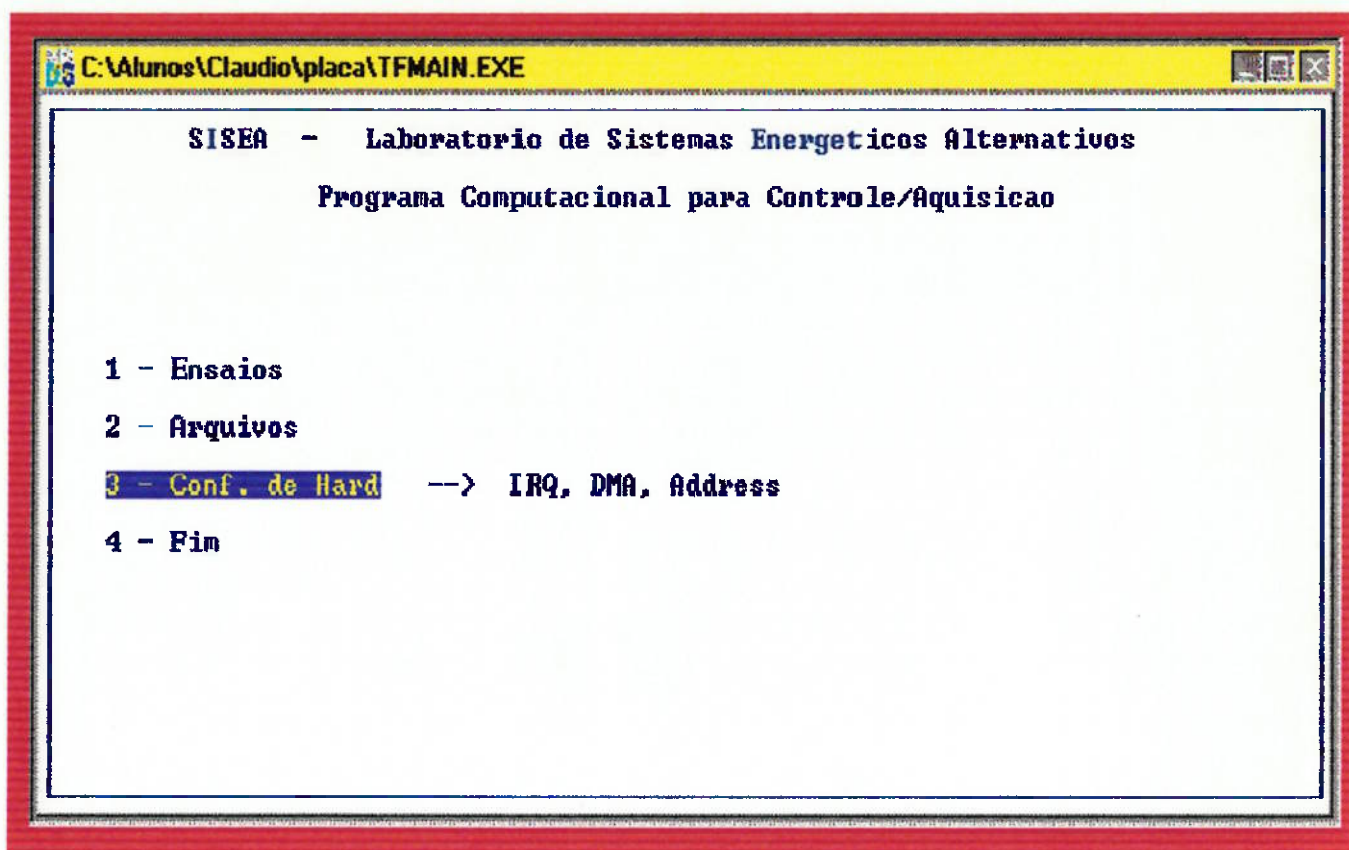 C:\Alunos\Claudio\placa\TFMAIN.EXE
SISEA - Laboratorio de Sistemas Energeticos Alternativos
Programa Computacional para Controle/Aquisicao
1 - Ensaios
2 - Arquivos
3 - Conf. de Hard --> IRQ, DMA, Address
4 - Fim